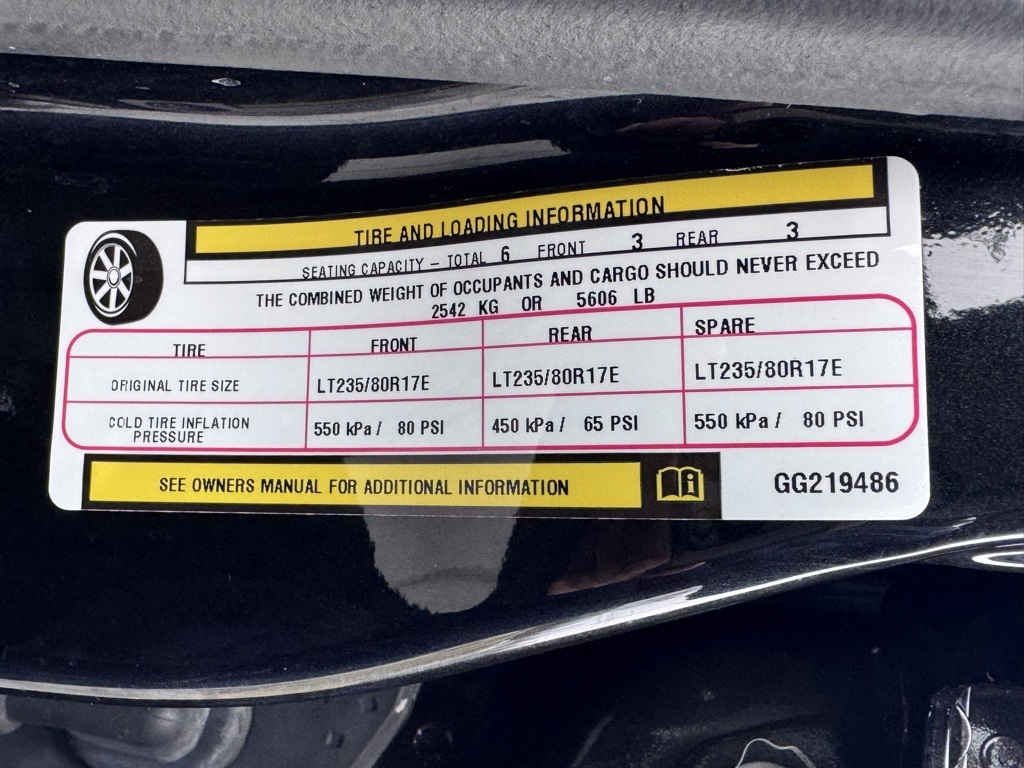 TIRE AND LOADING INFORMATION
SEATING CAPACITY – TOTAL 6 FRONT 3 REAR 3
THE COMBINED WEIGHT OF OCCUPANTS AND CARGO SHOULD NEVER EXCEED
2542 KG OR 5606 LB
TIRE FRONT REAR SPARE
ORIGINAL TIRE SIZE LT235/80R17E LT235/80R17E LT235/80R17E
COLD TIRE INFLATION
PRESSURE 550 kPa / 80 PSI 450 kPa / 65 PSI 550 kPa / 80 PSI
SEE OWNERS MANUAL FOR ADDITIONAL INFORMATION
GG219486